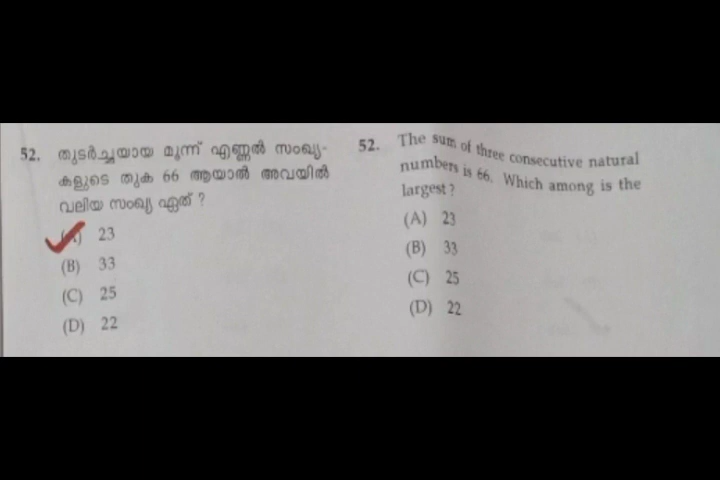 52. തുടർച്ചയായ മൂന്ന് എണ്ണൽ സംഖ്യ-
കളുടെ തുക 66 ആയാൽ അവയിൽ
വലിയ സംഖ്യ ഏത് ?
(A) 23
(B) 33
(C) 25
(D) 22
52. The sum of three consecutive natural
numbers is 66. Which among is the
largest ?
(A) 23
(B) 33
(C) 25
(D) 22